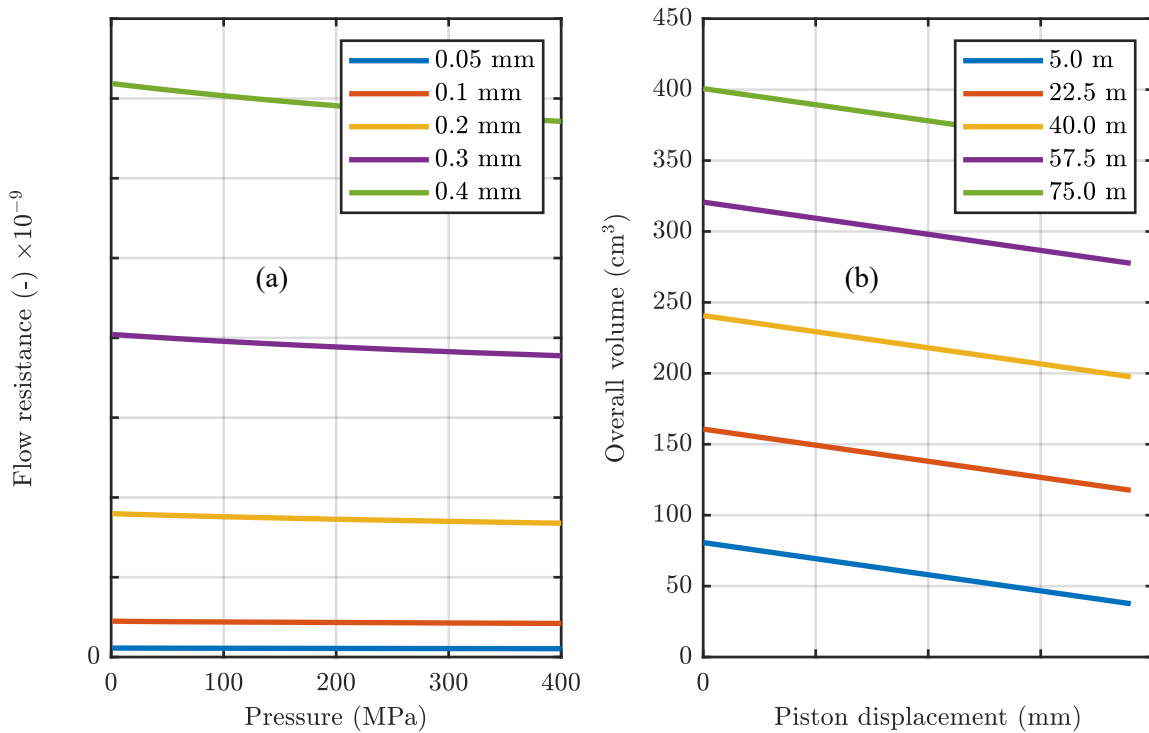 Flow resistance (-) ×10⁻⁹
0.05 mm
0.1 mm
0.2 mm
0.3 mm
0.4 mm
(a)
0
0 100 200 300 400
Pressure (MPa)
Overall volume (cm³)
450
400
350
300
250
200
150
100
50
0
5.0 m
22.5 m
40.0 m
57.5 m
75.0 m
(b)
0
Piston displacement (mm)